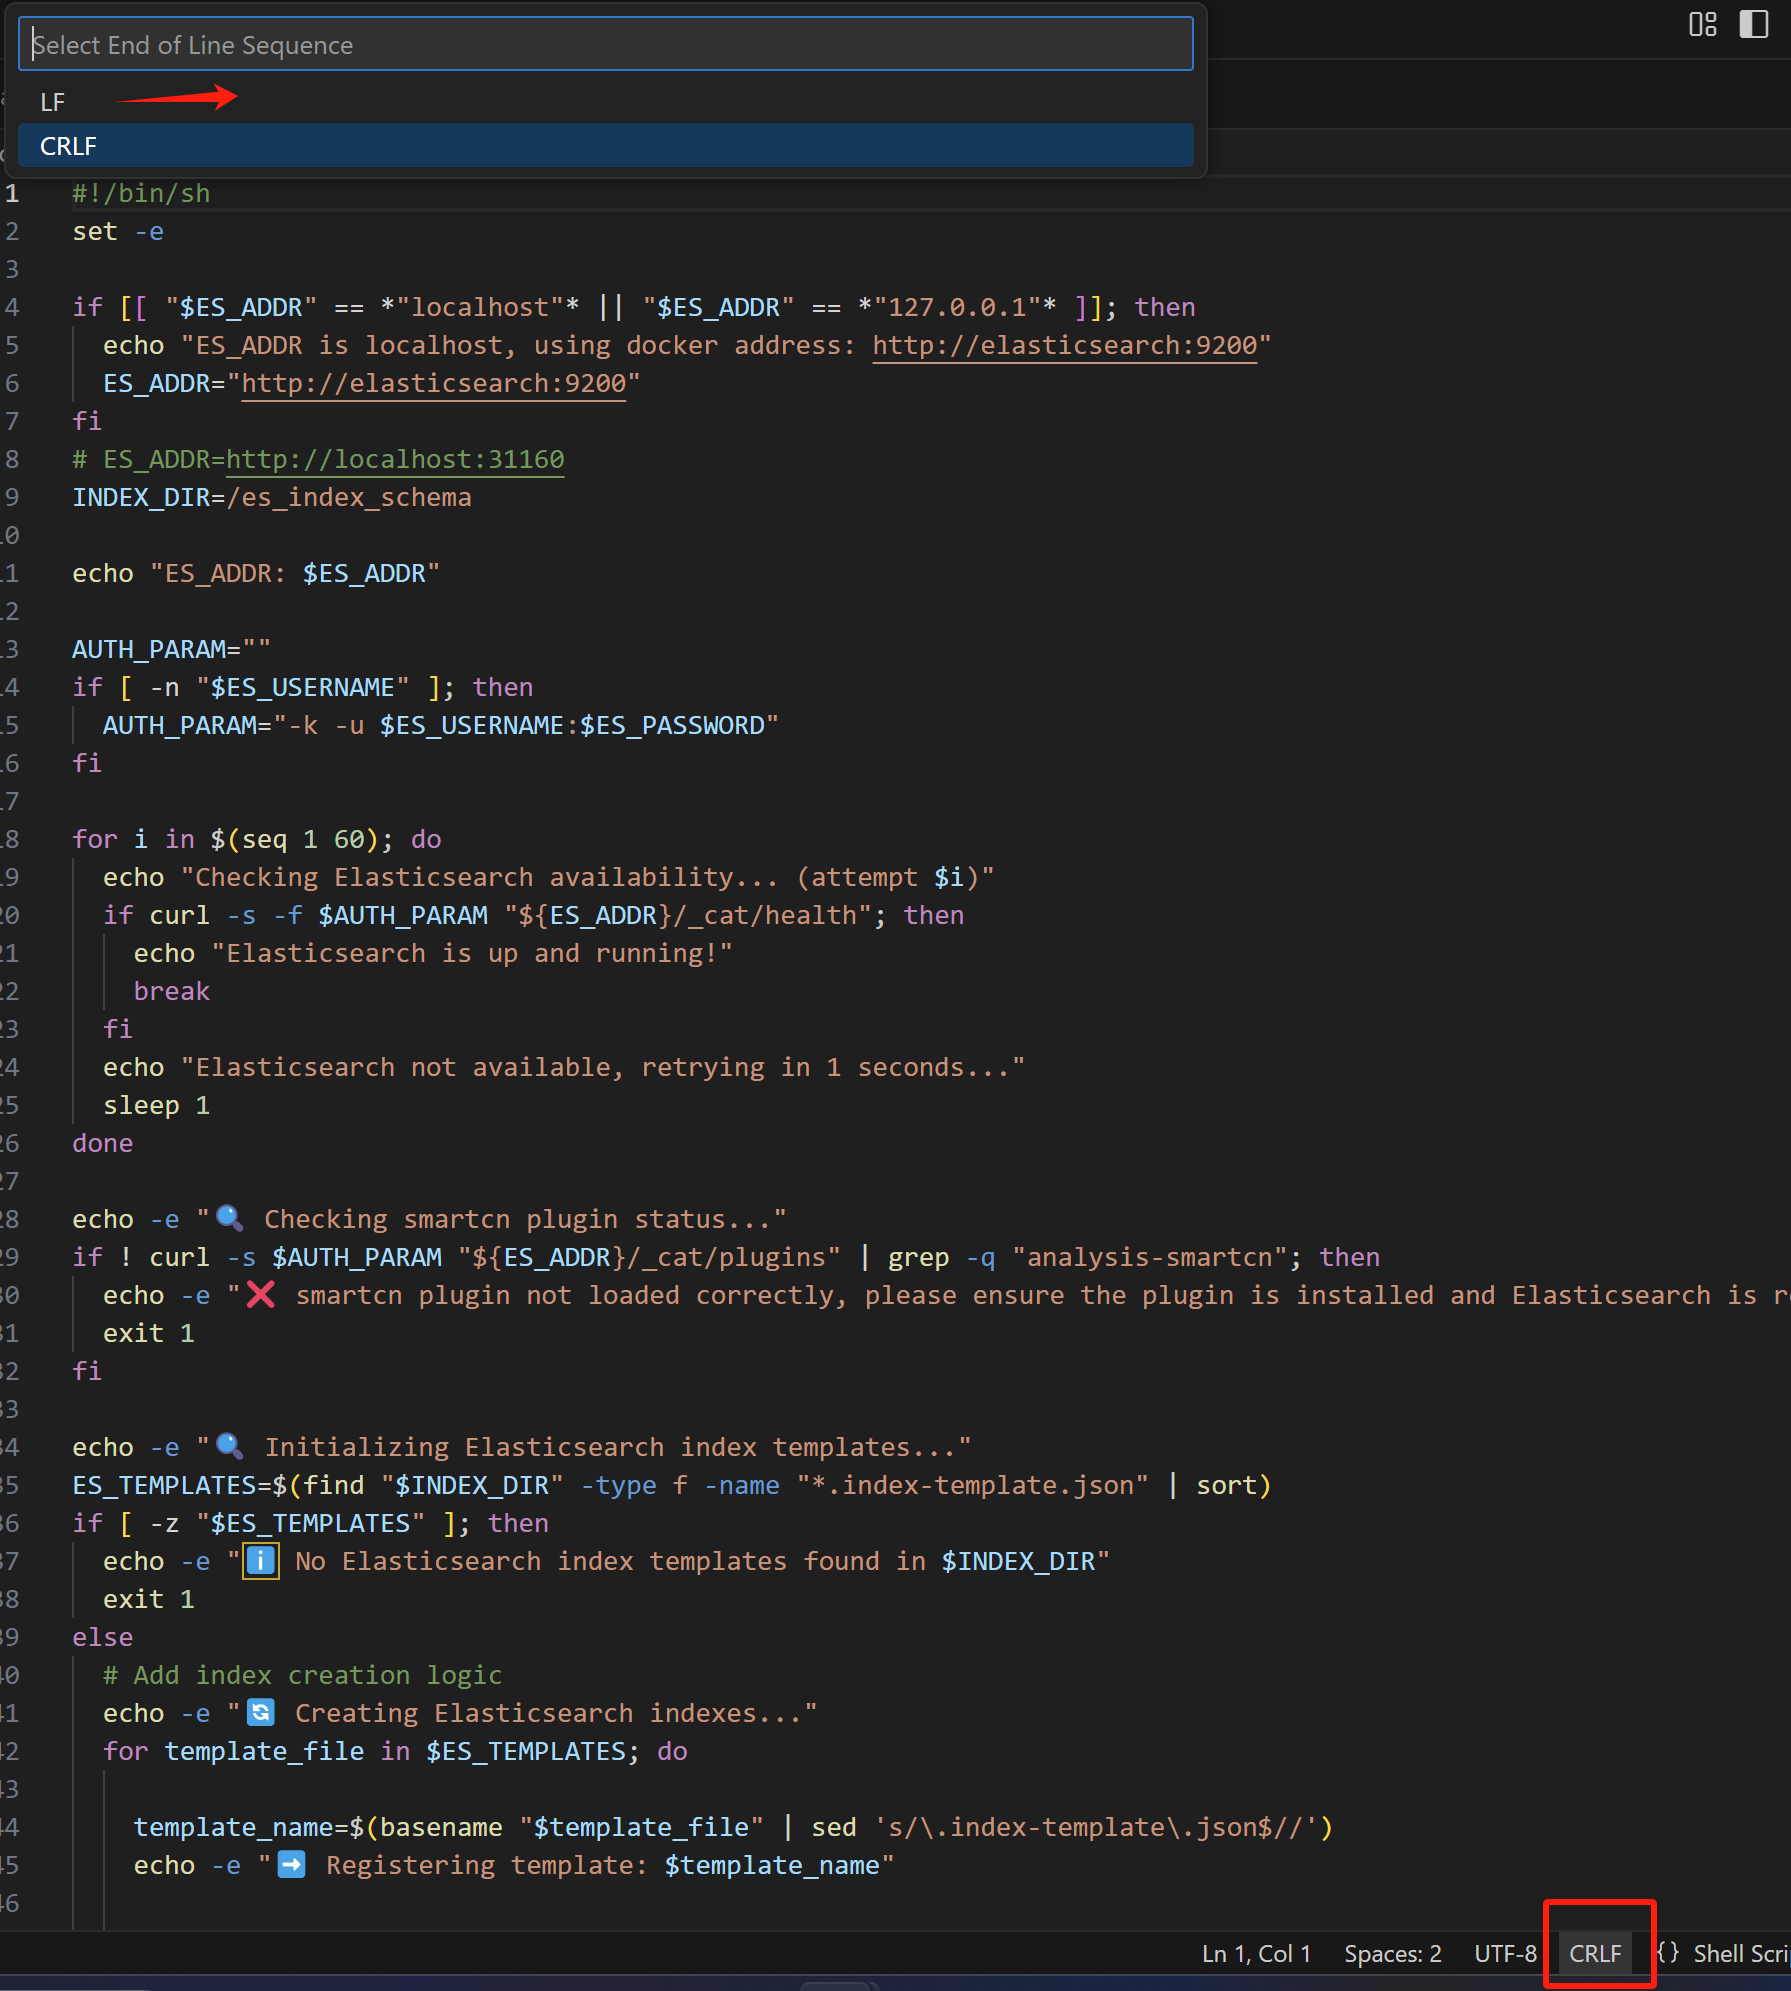 Select End of Line Sequence
LF
CRLF
1 #!/bin/sh
2 set -e
3
4 if [[ "$ES_ADDR" == *"localhost"* || "$ES_ADDR" == *"127.0.0.1"* ]]; then
5 echo "ES_ADDR is localhost, using docker address: http://elasticsearch:9200"
6 ES_ADDR="http://elasticsearch:9200"
7 fi
8 # ES_ADDR=http://localhost:31160
9 INDEX_DIR=/es_index_schema
0
1 echo "ES_ADDR: $ES_ADDR"
2
3 AUTH_PARAM=""
4 if [ -n "$ES_USERNAME" ]; then
5 AUTH_PARAM="-k -u $ES_USERNAME:$ES_PASSWORD"
6 fi
7
8 for i in $(seq 1 60); do
9 echo "Checking Elasticsearch availability... (attempt $i)"
20 if curl -s -f $AUTH_PARAM "${ES_ADDR}/_cat/health"; then
21 echo "Elasticsearch is up and running!"
22 break
23 fi
24 echo "Elasticsearch not available, retrying in 1 seconds..."
25 sleep 1
26 done
27
28 echo -e "🔍 Checking smartcn plugin status..."
29 if ! curl -s $AUTH_PARAM "${ES_ADDR}/_cat/plugins" | grep -q "analysis-smartcn"; then
30 echo -e "❌ smartcn plugin not loaded correctly, please ensure the plugin is installed and Elasticsearch is
31 exit 1
32 fi
33
34 echo -e "🔍 Initializing Elasticsearch index templates..."
35 ES_TEMPLATES=$(find "$INDEX_DIR" -type f -name "*.index-template.json" | sort)
36 if [ -z "$ES_TEMPLATES" ]; then
37 echo -e "ℹ️ No Elasticsearch index templates found in $INDEX_DIR"
38 exit 1
39 else
40 # Add index creation logic
41 echo -e "🔄 Creating Elasticsearch indexes..."
42 for template_file in $ES_TEMPLATES; do
43
44 template_name=$(basename "$template_file" | sed 's/\.index-template\.json$//')
45 echo -e "➡️ Registering template: $template_name"
46
Ln 1, Col 1 Spaces: 2 UTF-8 CRLF {} Shell Scri